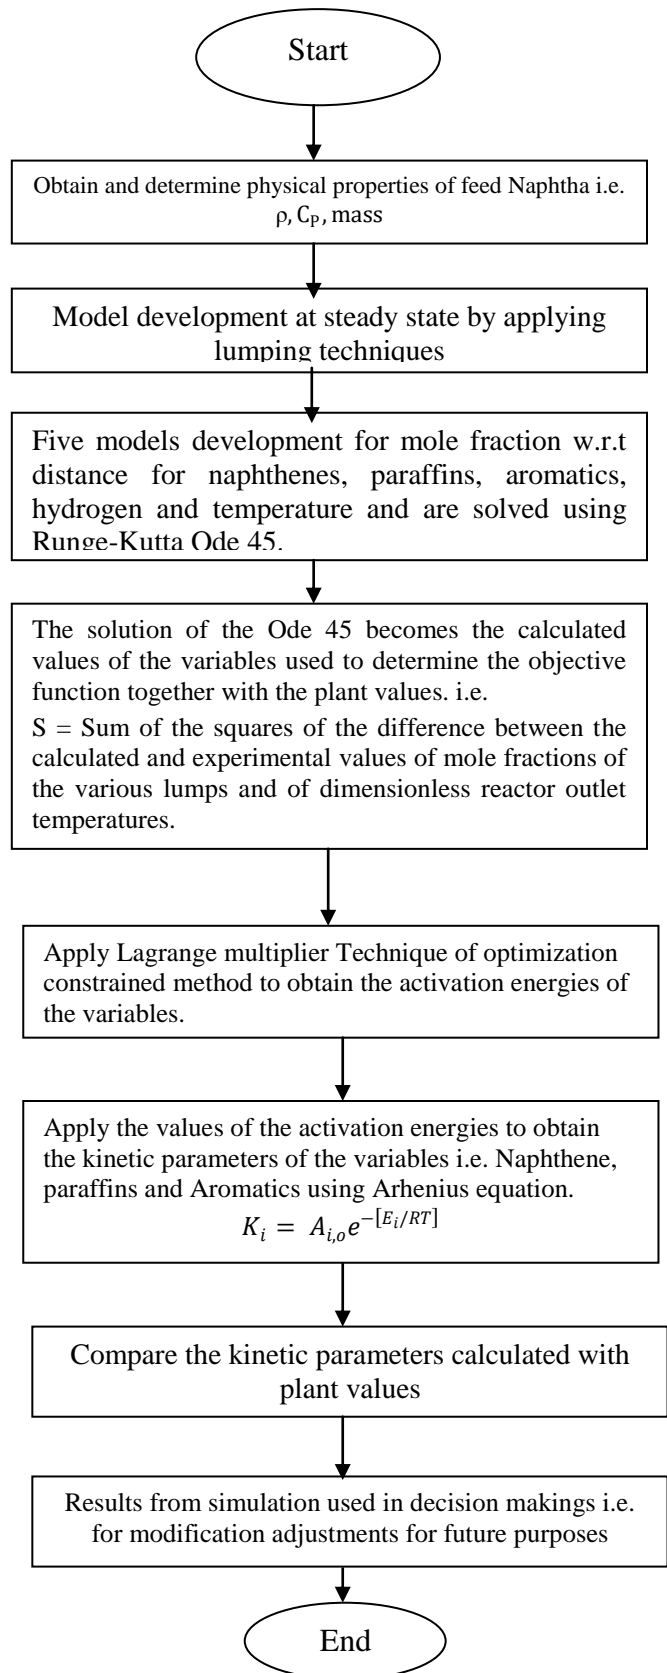 Start
Obtain and determine physical properties of feed Naphtha i.e.
ρ, C_P, mass
Model development at steady state by applying
lumping techniques
Five models development for mole fraction w.r.t
distance for naphthenes, paraffins, aromatics,
hydrogen and temperature and are solved using
Runge-Kutta Ode 45.
The solution of the Ode 45 becomes the calculated
values of the variables used to determine the objective
function together with the plant values. i.e.
S = Sum of the squares of the difference between the
calculated and experimental values of mole fractions of
the various lumps and of dimensionless reactor outlet
temperatures.
Apply Lagrange multiplier Technique of optimization
constrained method to obtain the activation energies of
the variables.
Apply the values of the activation energies to obtain
the kinetic parameters of the variables i.e. Naphthene,
paraffins and Aromatics using Arhenius equation.
K_i = A_{i,o}e^{-[E_i/RT]}
Compare the kinetic parameters calculated with
plant values
Results from simulation used in decision makings i.e.
for modification adjustments for future purposes
End